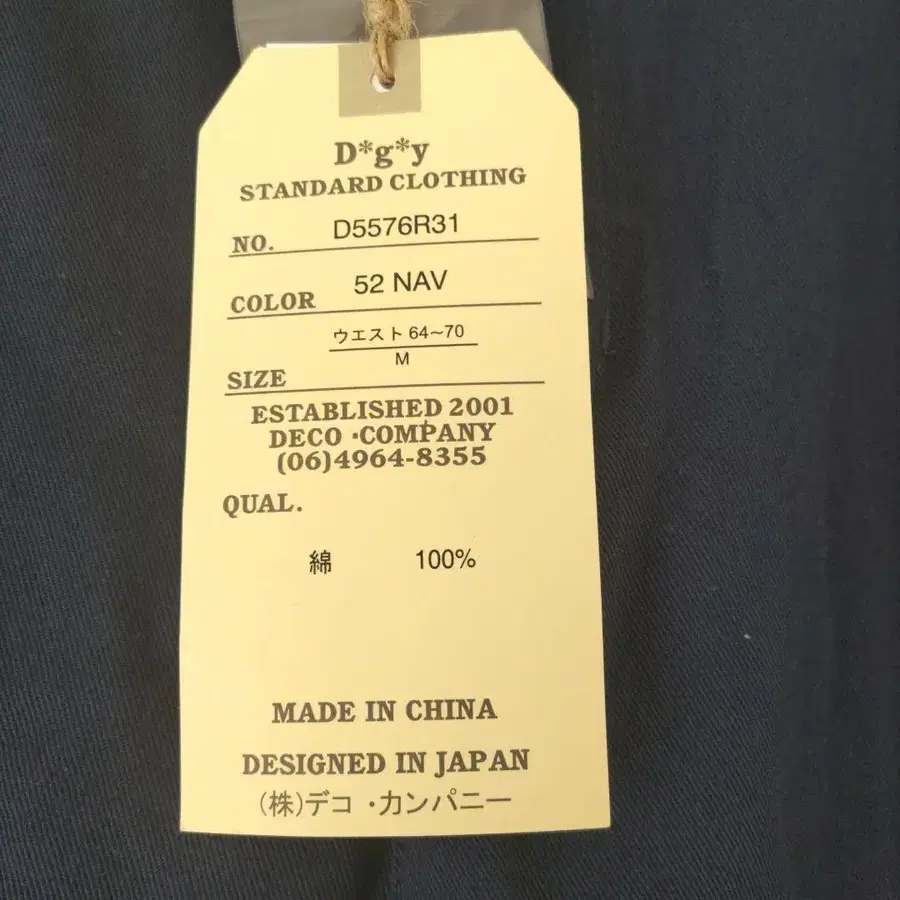 D*g*y
STANDARD CLOTHING
NO. D5576R31
COLOR 52 NAV
ウエスト 64~70
SIZE M
ESTABLISHED 2001
DECO・COMPANY
(06)4964-8355
QUAL.
綿 100%
MADE IN CHINA
DESIGNED IN JAPAN
(株)デコ・カンパニー